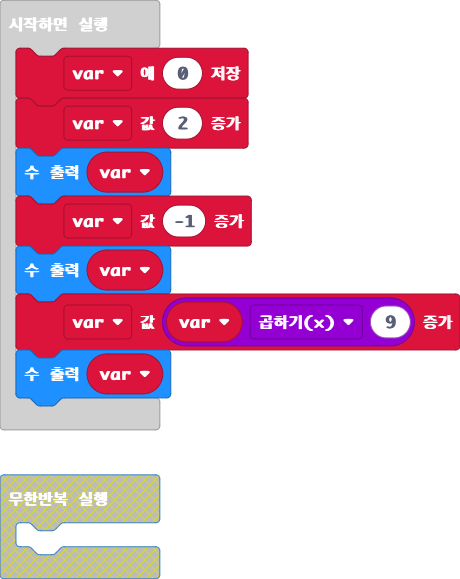 시작하면 실행
var 에 0 저장
var 값 2 증가
수 출력 var
var 값 -1 증가
수 출력 var
var 값 var 곱하기(x) 9 증가
수 출력 var
무한반복 실행